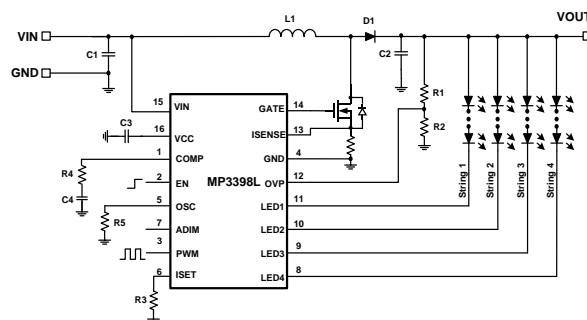 L1
D1
VOUT
VIN
C1
GND
C2
R1
R2
15
VIN
GATE
14
ISENSE
13
C3
16
VCC
GND
4
1
COMP
R4
C4
2
EN
MP3398L
OVP
12
5
OSC
LED1
11
R5
7
ADIM
LED2
10
3
PWM
LED3
9
6
ISET
LED4
8
R3
String 1
String 2
String 3
String 4